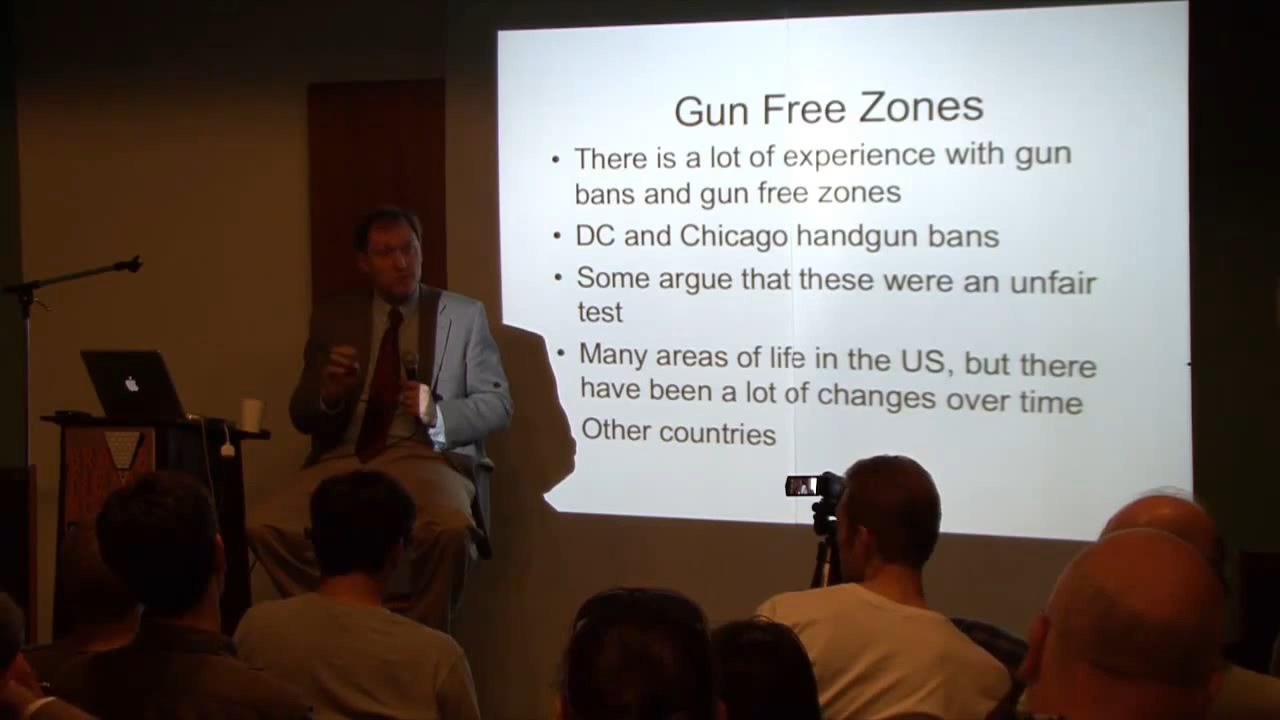 Gun Free Zones
• There is a lot of experience with gun
bans and gun free zones
• DC and Chicago handgun bans
• Some argue that these were an unfair
test
• Many areas of life in the US, but there
have been a lot of changes over time
Other countries